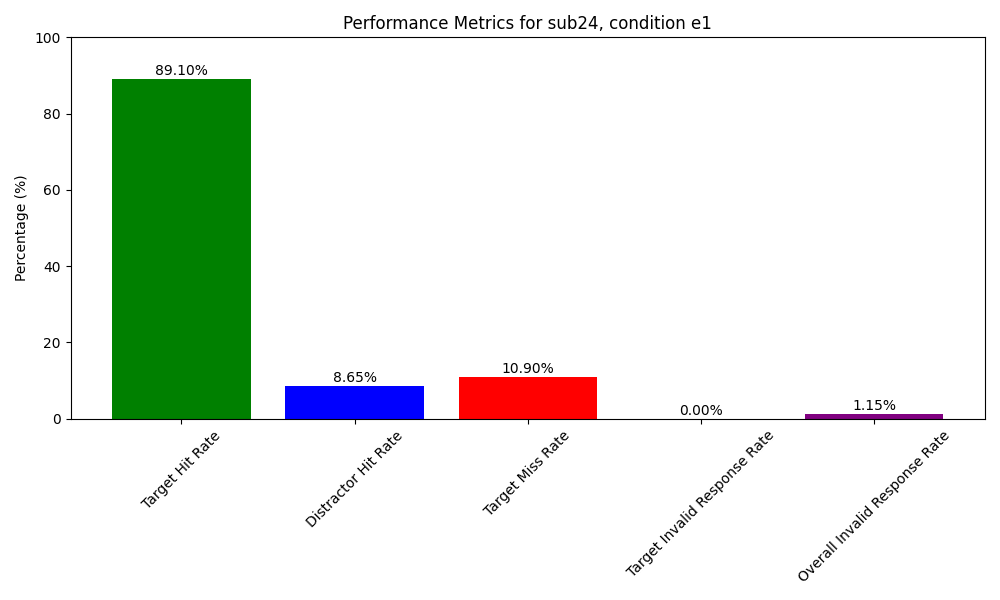 Performance Metrics for sub24, condition e1
Percentage (%)
100
80
60
40
20
0
89.10%
8.65%
10.90%
0.00%
1.15%
Target Hit Rate
Distractor Hit Rate
Target Miss Rate
Target Invalid Response Rate
Overall Invalid Response Rate